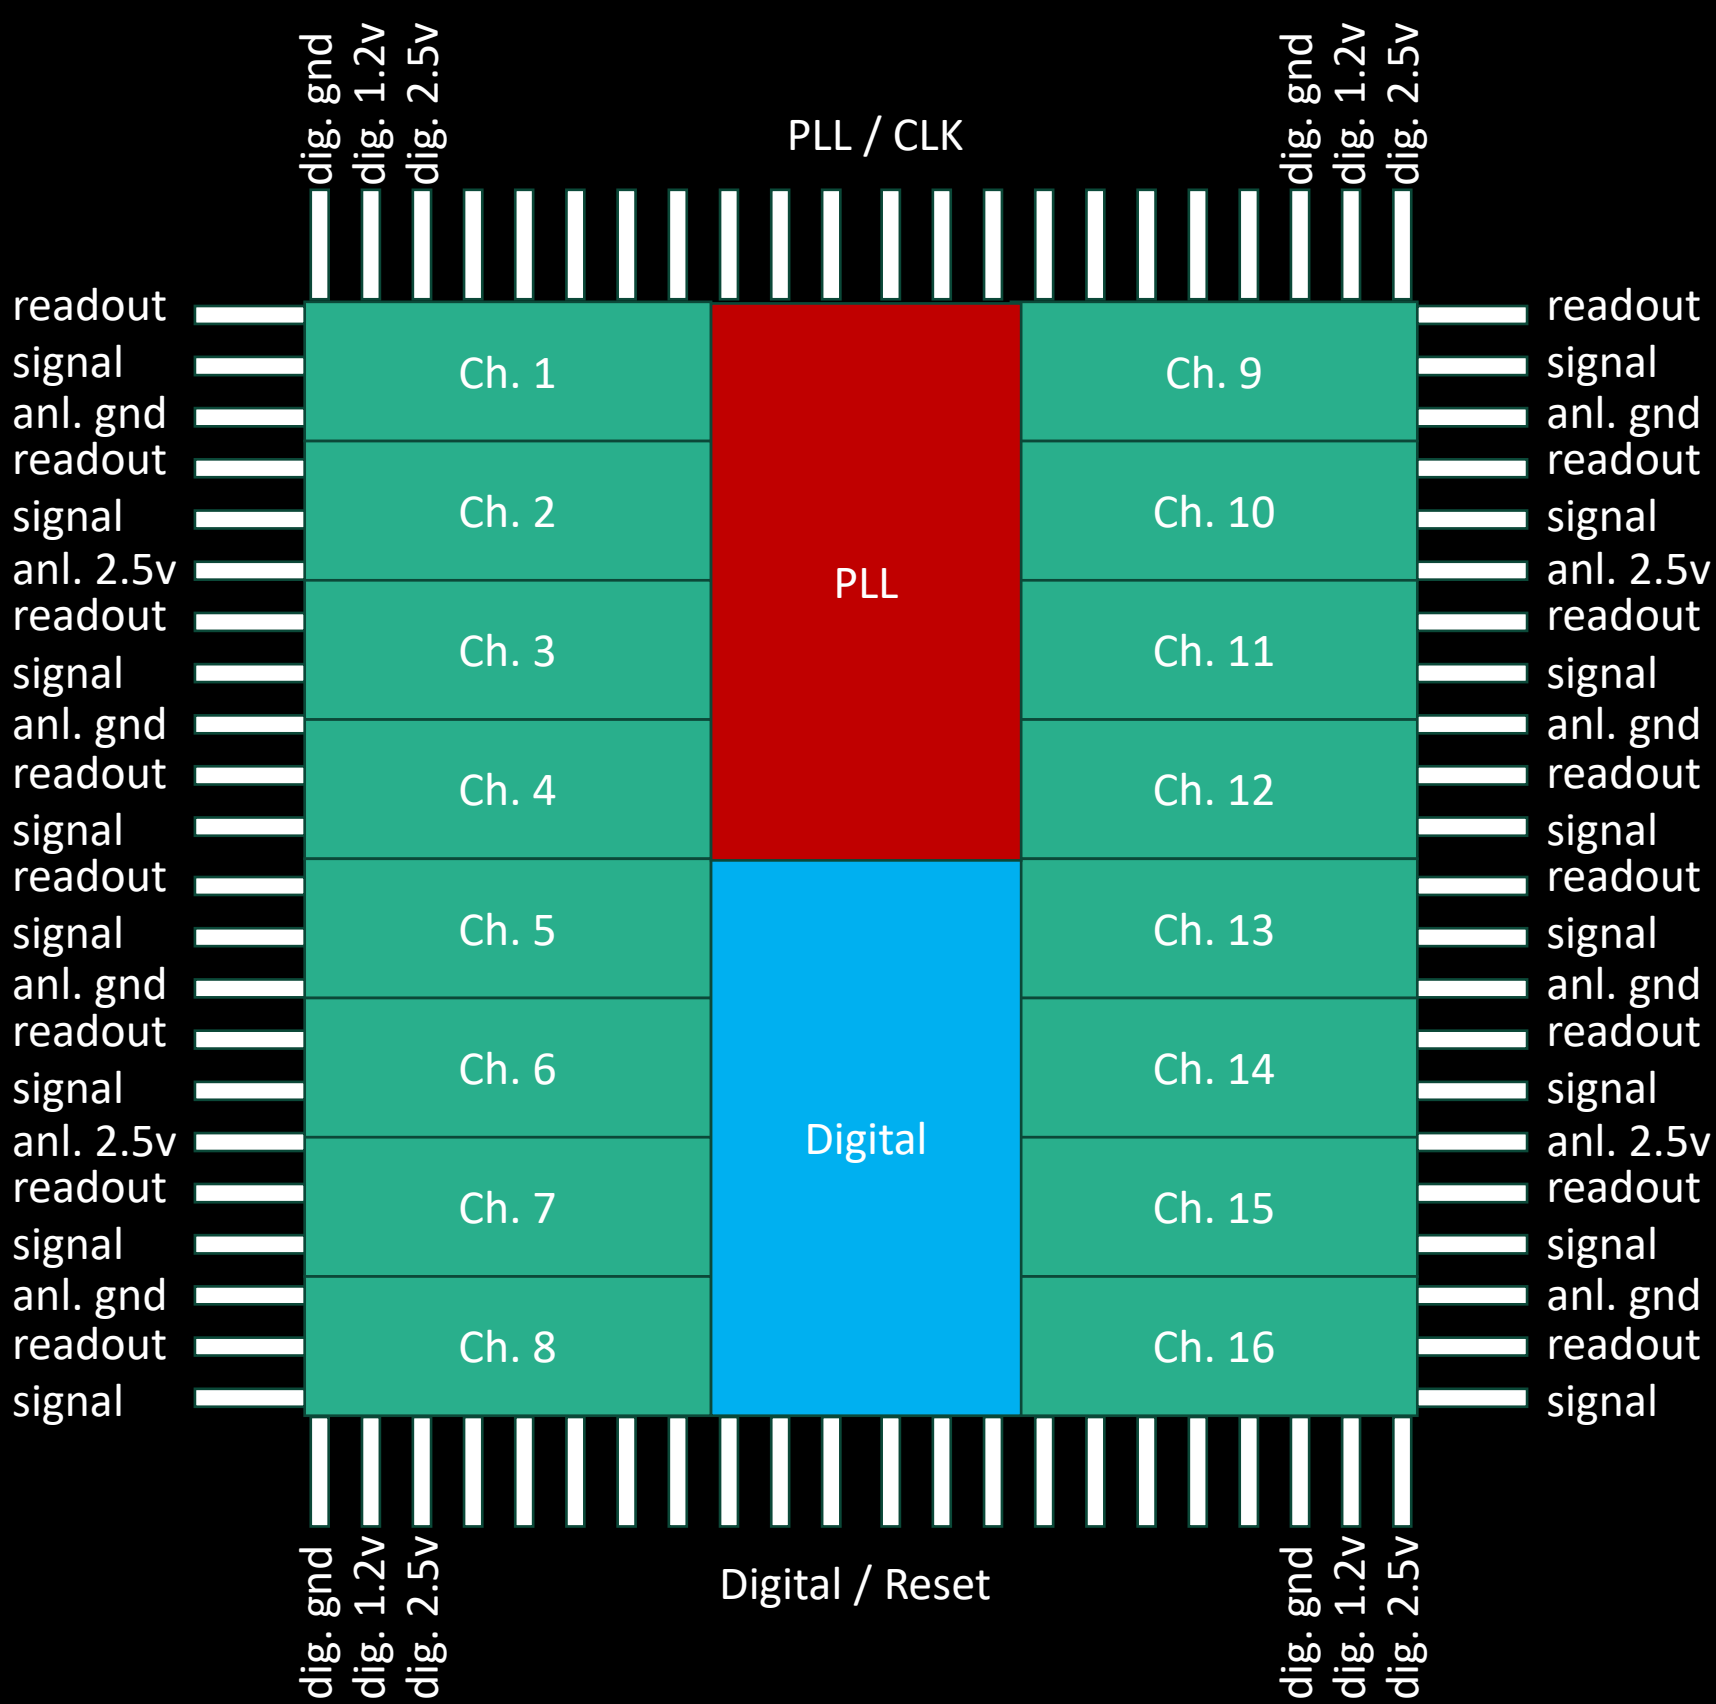 dig. gnd
dig. 1.2v
dig. 2.5v
PLL / CLK
dig. gnd
dig. 1.2v
dig. 2.5v
readout
signal
anl. gnd
readout
signal
anl. 2.5v
readout
signal
anl. gnd
readout
signal
readout
signal
anl. gnd
readout
signal
anl. 2.5v
readout
signal
anl. gnd
readout
signal
Ch. 1
Ch. 2
Ch. 3
Ch. 4
Ch. 5
Ch. 6
Ch. 7
Ch. 8
PLL
Digital
Ch. 9
Ch. 10
Ch. 11
Ch. 12
Ch. 13
Ch. 14
Ch. 15
Ch. 16
readout
signal
anl. gnd
readout
signal
anl. 2.5v
readout
signal
anl. gnd
readout
signal
readout
signal
anl. gnd
readout
signal
anl. 2.5v
readout
signal
anl. gnd
readout
signal
dig. gnd
dig. 1.2v
dig. 2.5v
Digital / Reset
dig. gnd
dig. 1.2v
dig. 2.5v